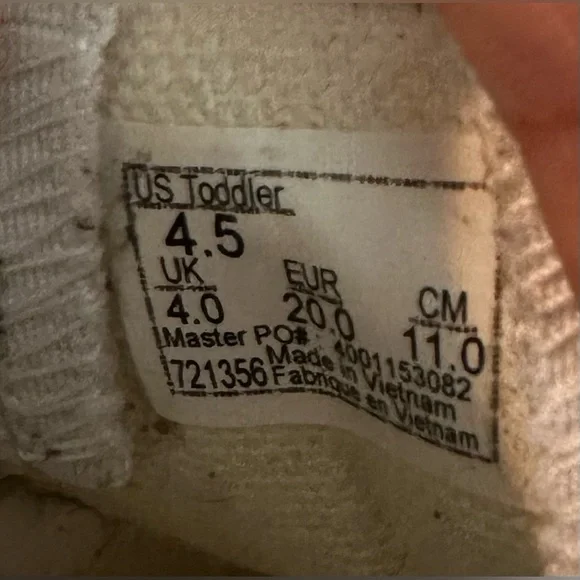 US Toddler
4.5
UK EUR CM
4.0 20.0 11.0
Master PO# 4001153082
721356 Made in Vietnam
Fabriqué en Vietnam